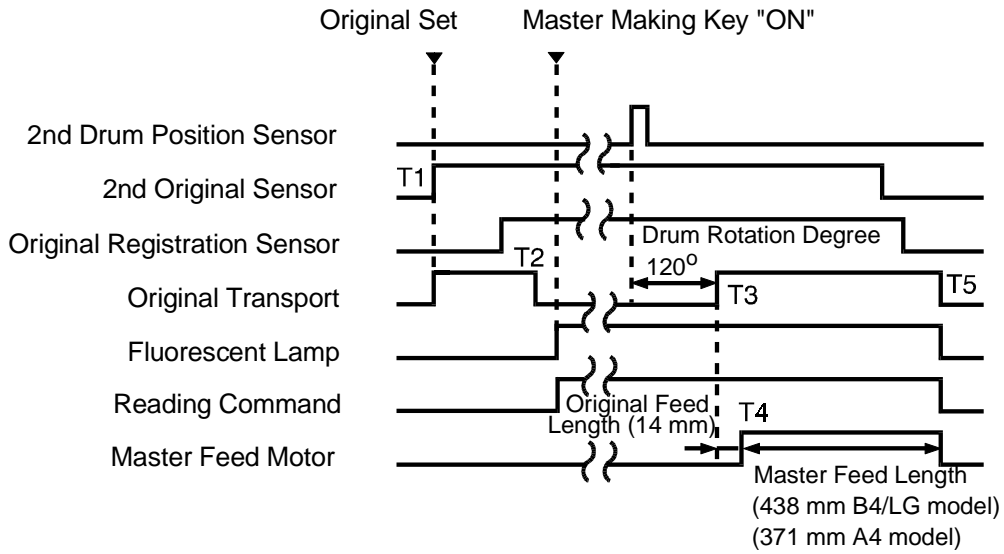 Original Set
Master Making Key "ON"
2nd Drum Position Sensor
T1
2nd Original Sensor
Original Registration Sensor
Drum Rotation Degree
T2
120o
Original Transport
T3
T5
Fluorescent Lamp
Reading Command
Original Feed
Length (14 mm)
T4
Master Feed Motor
Master Feed Length
(438 mm B4/LG model)
(371 mm A4 model)